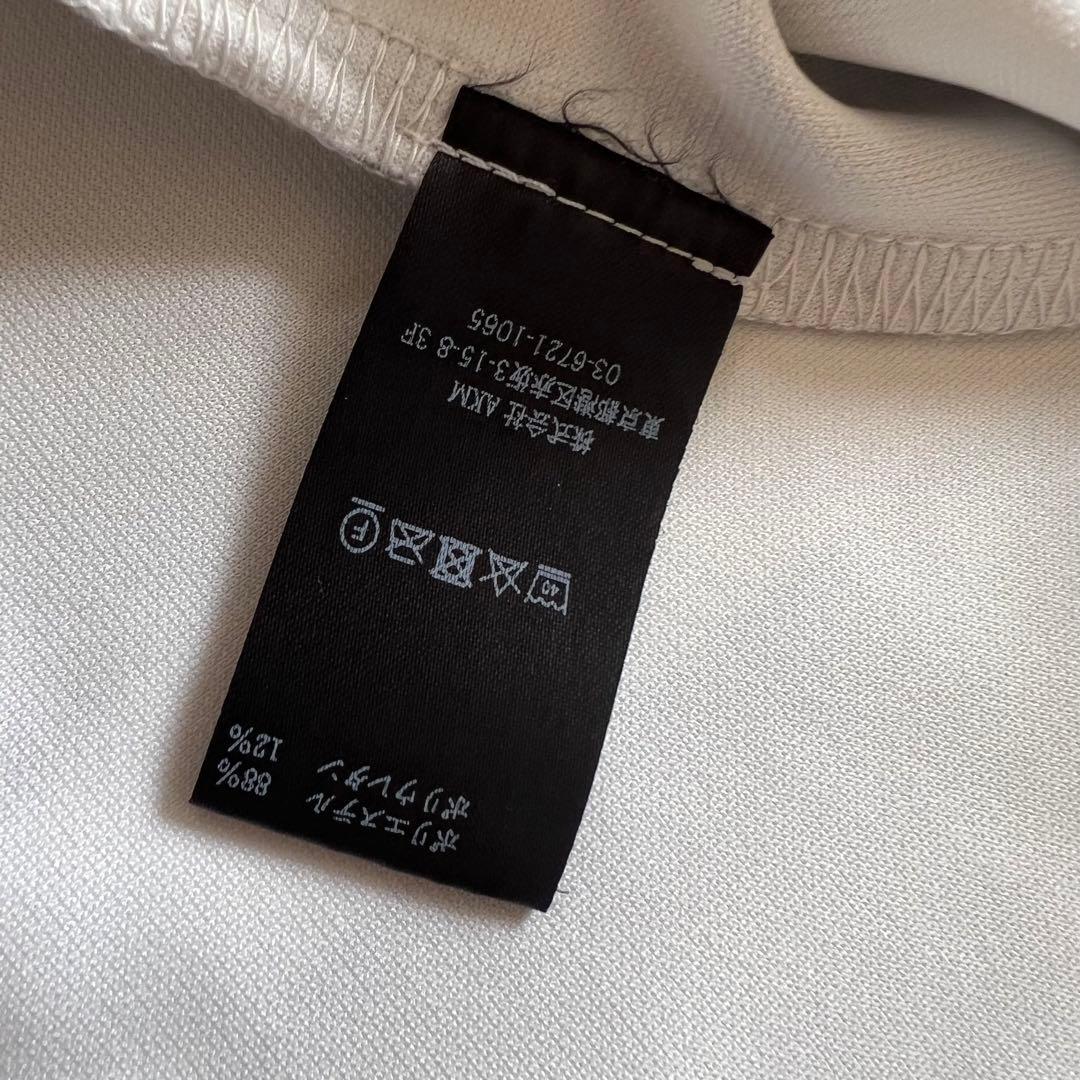 ポリエステル 88%
ポリウレタン 12%
40
F
株式会社 AKM
東京都港区赤坂3-15-8 3F
03-6721-1065